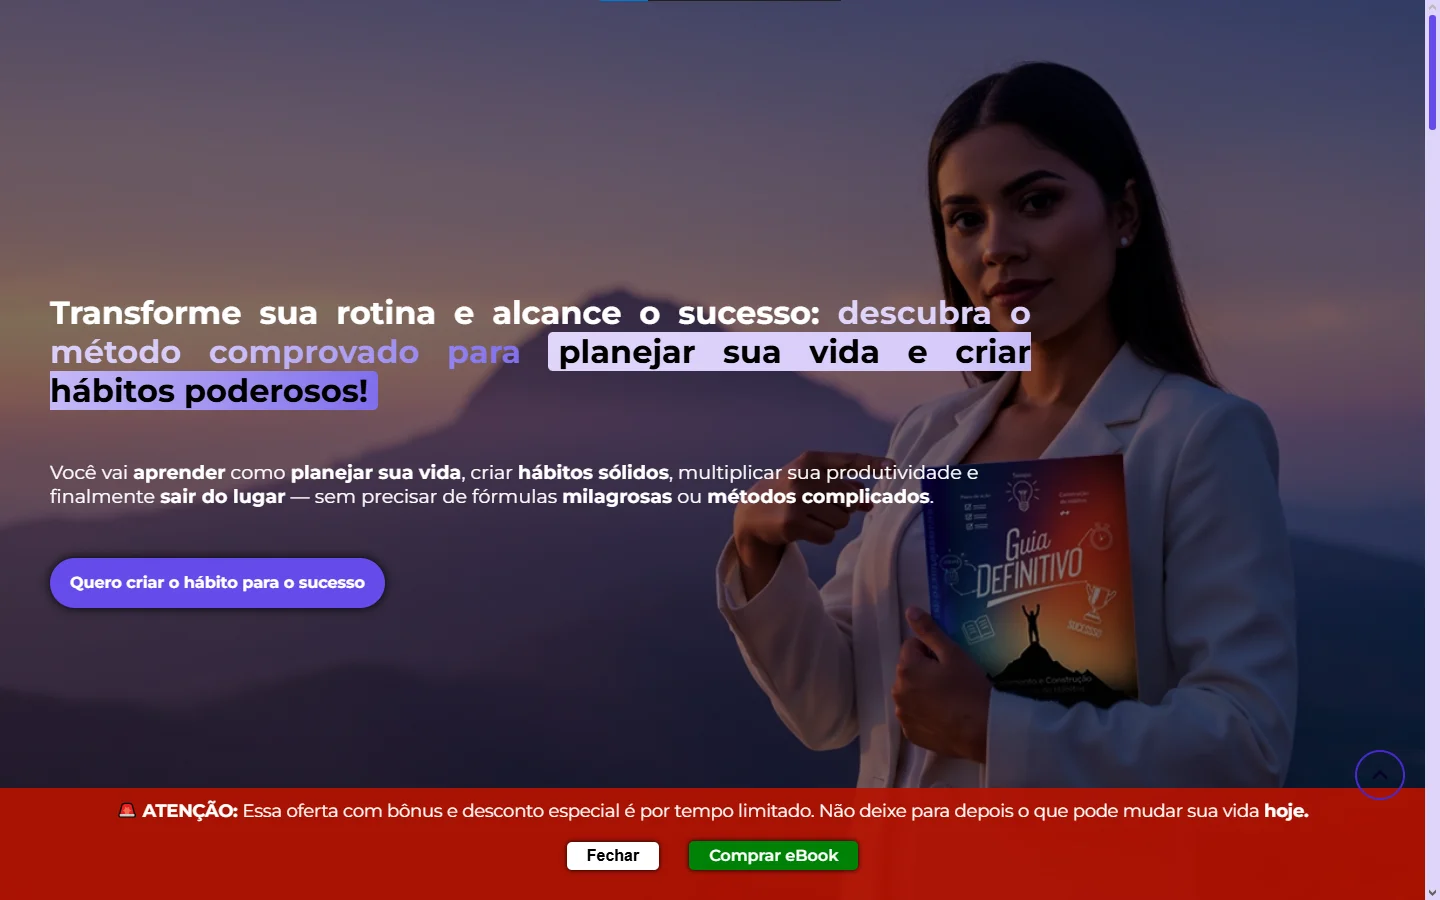 Transforme sua rotina e alcance o sucesso: descubra o
método comprovado para planejar sua vida e criar
hábitos poderosos!
Você vai aprender como planejar sua vida, criar hábitos sólidos, multiplicar sua produtividade e
finalmente sair do lugar — sem precisar de fórmulas milagrosas ou métodos complicados.
Quero criar o hábito para o sucesso
Guia
DEFINITIVO
SUCESSO
🚨 ATENÇÃO: Essa oferta com bônus e desconto especial é por tempo limitado. Não deixe para depois o que pode mudar sua vida hoje.
Fechar
Comprar eBook